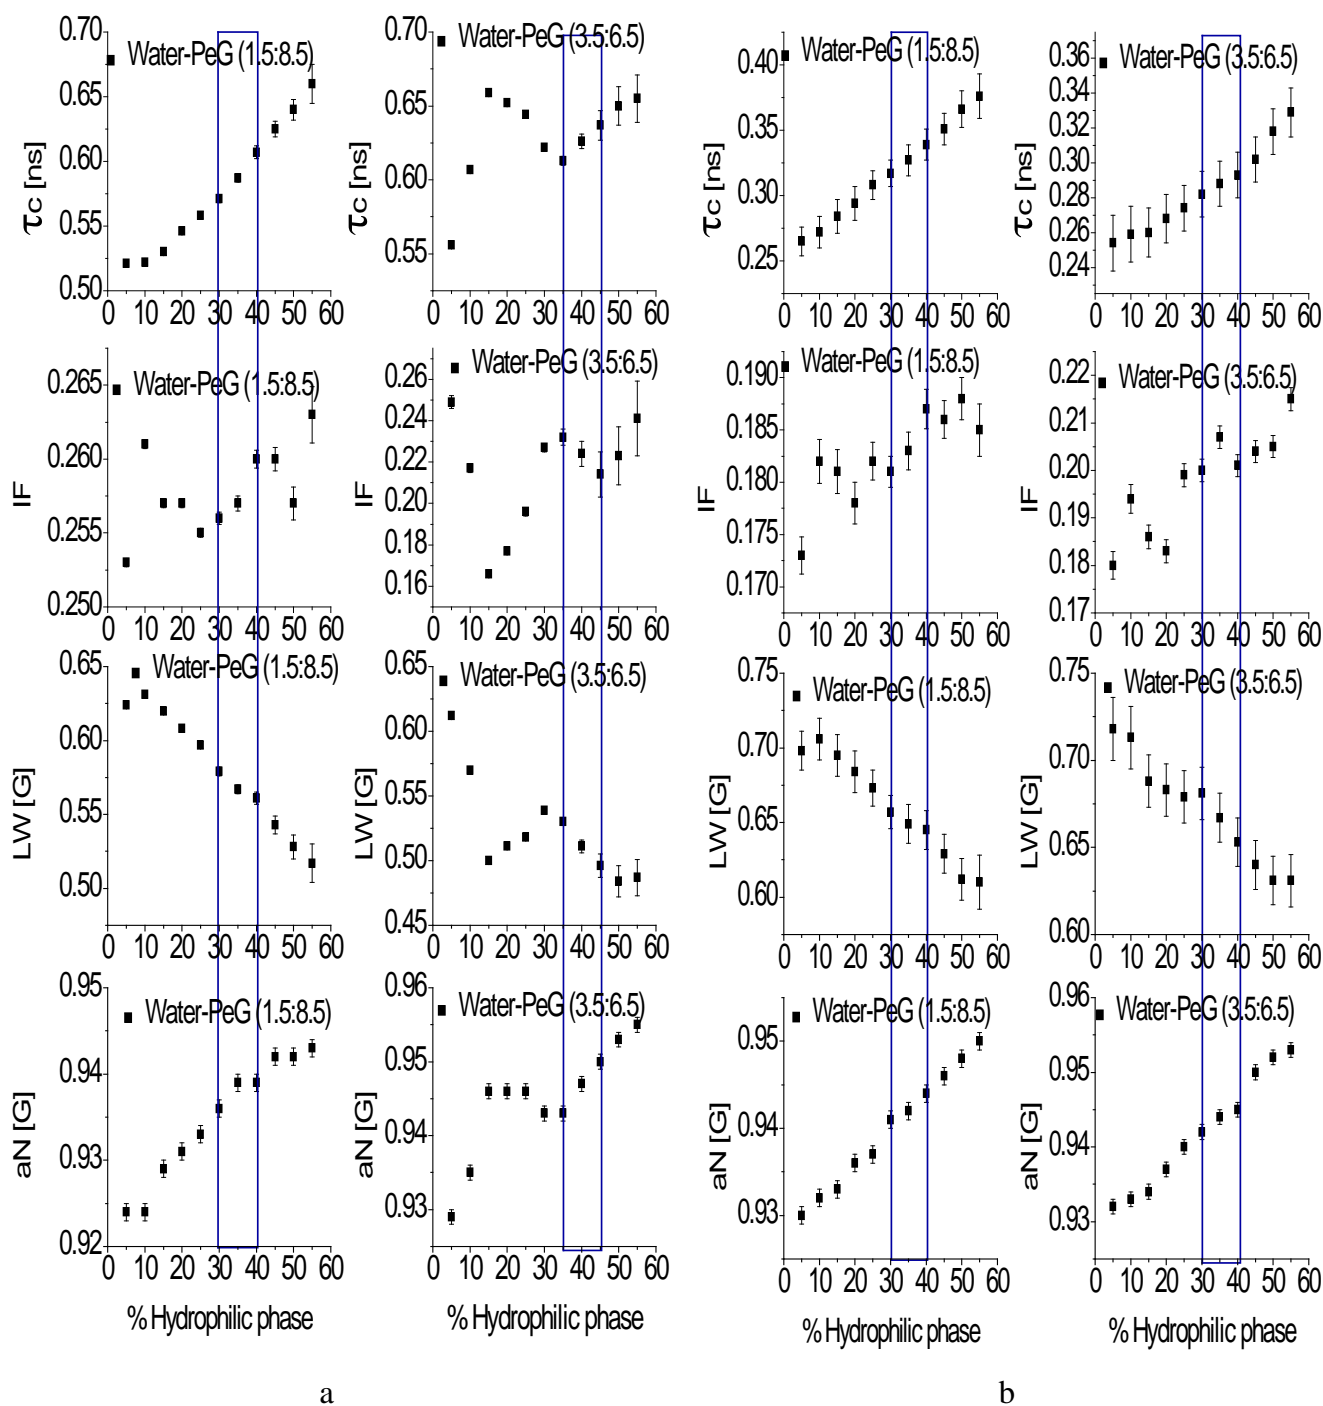 Water-PeG (1.5:8.5)
τc [ns]
0.70
0.65
0.60
0.55
0.50
0 10 20 30 40 50 60
Water-PeG (3.5:6.5)
τc [ns]
0.70
0.65
0.60
0.55
0 10 20 30 40 50 60
Water-PeG (1.5:8.5)
τc [ns]
0.40
0.35
0.30
0.25
0 10 20 30 40 50 60
Water-PeG (3.5:6.5)
τc [ns]
0.36
0.34
0.32
0.30
0.28
0.26
0.24
0 10 20 30 40 50 60
Water-PeG (1.5:8.5)
IF
0.265
0.260
0.255
0.250
0 10 20 30 40 50 60
Water-PeG (3.5:6.5)
IF
0.26
0.24
0.22
0.20
0.18
0.16
0 10 20 30 40 50 60
Water-PeG (1.5:8.5)
IF
0.190
0.185
0.180
0.175
0.170
0 10 20 30 40 50 60
Water-PeG (3.5:6.5)
IF
0.22
0.21
0.20
0.19
0.18
0.17
0 10 20 30 40 50 60
Water-PeG (1.5:8.5)
LW [G]
0.65
0.60
0.55
0.50
0 10 20 30 40 50 60
Water-PeG (3.5:6.5)
LW [G]
0.65
0.60
0.55
0.50
0.45
0 10 20 30 40 50 60
Water-PeG (1.5:8.5)
LW [G]
0.75
0.70
0.65
0.60
0 10 20 30 40 50 60
Water-PeG (3.5:6.5)
LW [G]
0.75
0.70
0.65
0.60
0 10 20 30 40 50 60
Water-PeG (1.5:8.5)
aN [G]
0.95
0.94
0.93
0.92
0 10 20 30 40 50 60
% Hydrophilic phase
Water-PeG (3.5:6.5)
aN [G]
0.96
0.95
0.94
0.93
0 10 20 30 40 50 60
% Hydrophilic phase
Water-PeG (1.5:8.5)
aN [G]
0.95
0.94
0.93
0 10 20 30 40 50 60
% Hydrophilic phase
Water-PeG (3.5:6.5)
aN [G]
0.96
0.95
0.94
0.93
0 10 20 30 40 50 60
% Hydrophilic phase
a
b